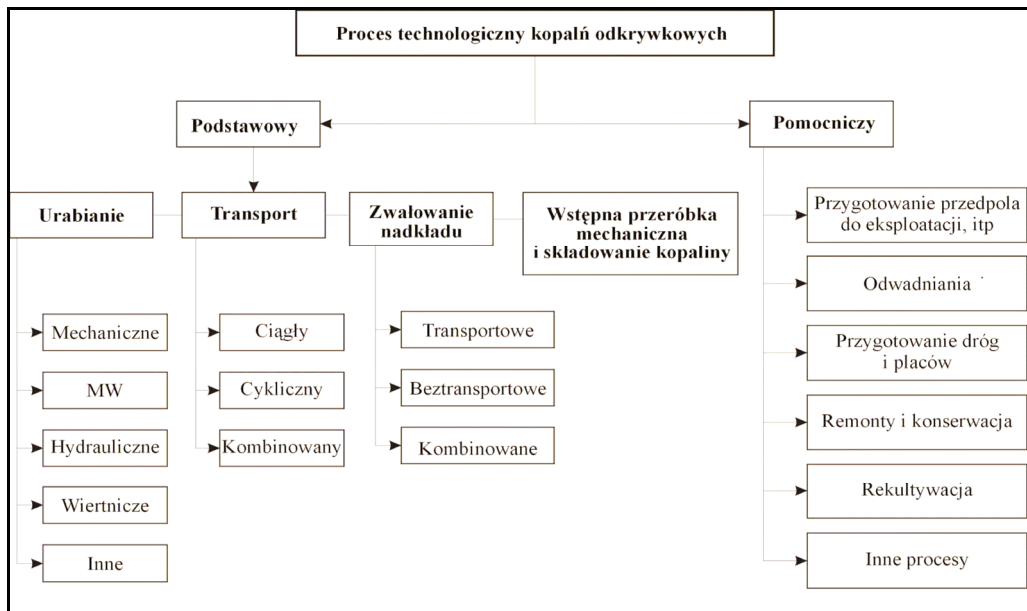 Proces technologiczny kopalń odkrywkowych
Podstawowy
Pomocniczy
Urabianie
Transport
Zwałowanie
nadkładu
Wstępna przeróbka
mechaniczna
i składowanie kopaliny
Mechaniczne
MW
Hydrauliczne
Wiertnicze
Inne
Ciągły
Cykliczny
Kombinowany
Transportowe
Beztransportowe
Kombinowane
Przygotowanie przedpola
do eksploatacji, itp
Odwadniania
Przygotowanie dróg
i placów
Remonty i konserwacja
Rekultywacja
Inne procesy